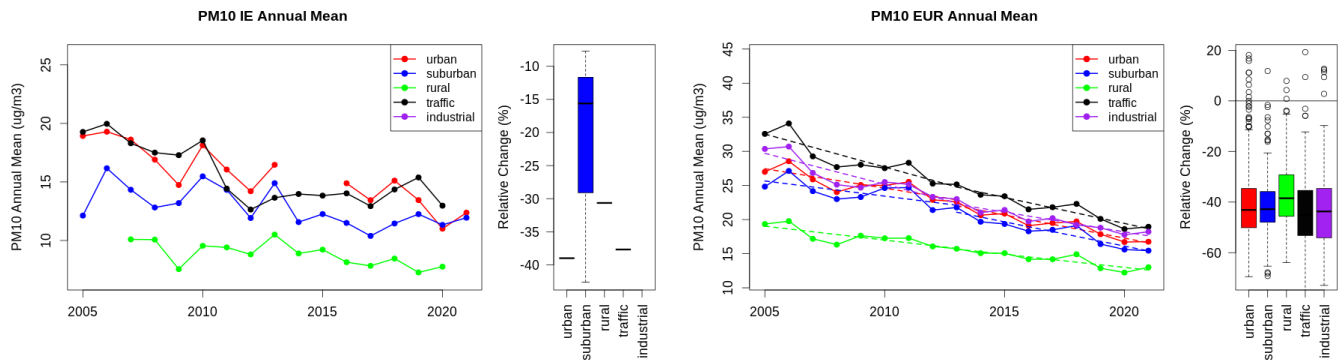 PM10 IE Annual Mean
PM10 Annual Mean (ug/m3)
25
20
15
10
2005 2010 2015 2020
urban
suburban
rural
traffic
industrial
Relative Change (%)
-10
-15
-20
-25
-30
-35
-40
urban
suburban
rural
traffic
industrial
PM10 EUR Annual Mean
PM10 Annual Mean (ug/m3)
45
40
35
30
25
20
15
10
2005 2010 2015 2020
urban
suburban
rural
traffic
industrial
Relative Change (%)
20
0
-20
-40
-60
urban
suburban
rural
traffic
industrial